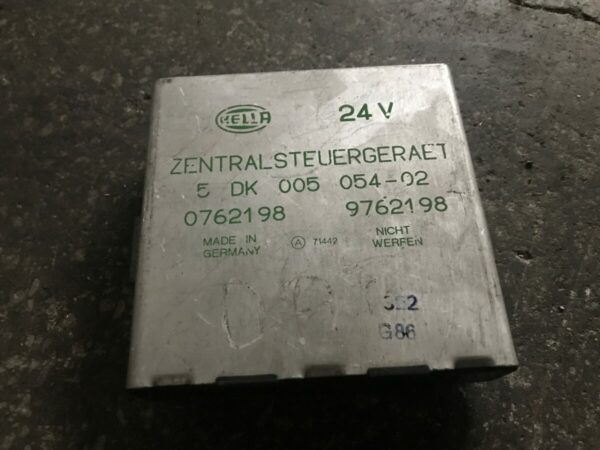 HELLA 24V
ZENTRALSTEUERGERAET
5 DK 005 054-02
0762198 9762198
MADE IN GERMANY A 71442 NICHT WERFEN
G86